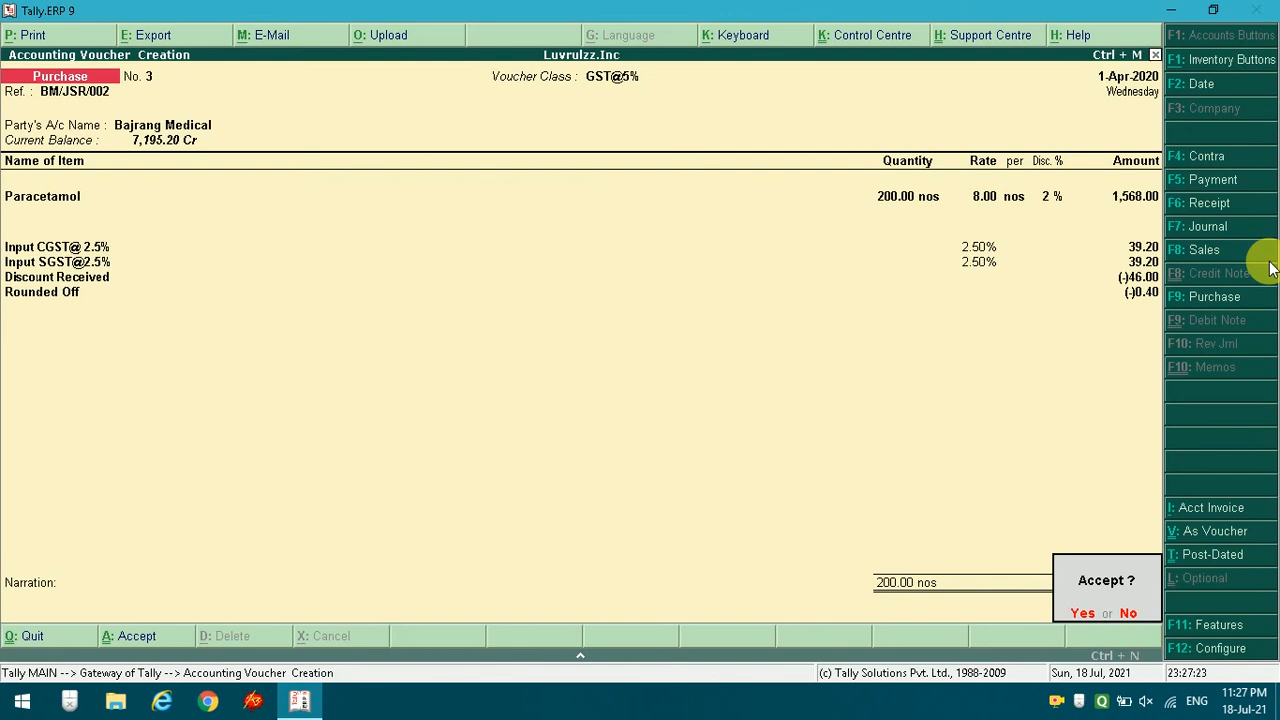 Tally.ERP 9
P: Print E: Export M: E-Mail O: Upload G: Language K: Keyboard K: Control Centre H: Support Centre H: Help
Accounting Voucher Creation Luvrulzz.Inc Ctrl + M
Purchase No. 3 Voucher Class : GST@5% 1-Apr-2020
Ref. : BM/JSR/002 Wednesday
Party's A/c Name : Bajrang Medical
Current Balance : 7,195.20 Cr
Name of Item Quantity Rate per Disc. % Amount
Paracetamol 200.00 nos 8.00 nos 2 % 1,568.00
Input CGST@ 2.5% 2.50% 39.20
Input SGST@2.5% 2.50% 39.20
Discount Received (-)46.00
Rounded Off (-)0.40
Narration: 200.00 nos
Accept ?
Yes or No
Q: Quit A: Accept D: Delete X: Cancel
Ctrl + N
F1: Accounts Buttons
F1: Inventory Buttons
F2: Date
F3: Company
F4: Contra
F5: Payment
F6: Receipt
F7: Journal
F8: Sales
F8: Credit Note
F9: Purchase
F9: Debit Note
F10: Rev Jrnl
F10: Memos
I: Acct Invoice
V: As Voucher
T: Post-Dated
L: Optional
F11: Features
F12: Configure
Tally MAIN --> Gateway of Tally --> Accounting Voucher Creation (c) Tally Solutions Pvt. Ltd., 1988-2009 Sun, 18 Jul, 2021 23:27:23
ENG 11:27 PM
18-Jul-21